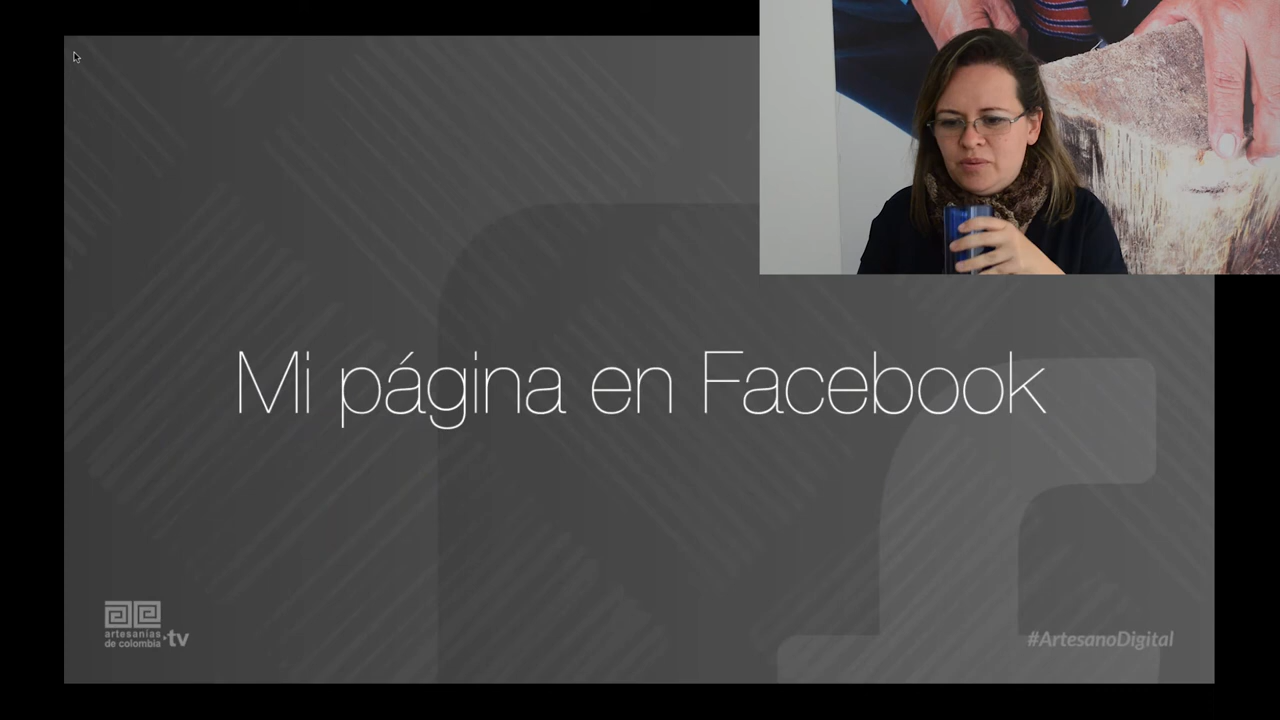 Mi página en Facebook
artesanías
de colombia
.tv
#ArtesanoDigital